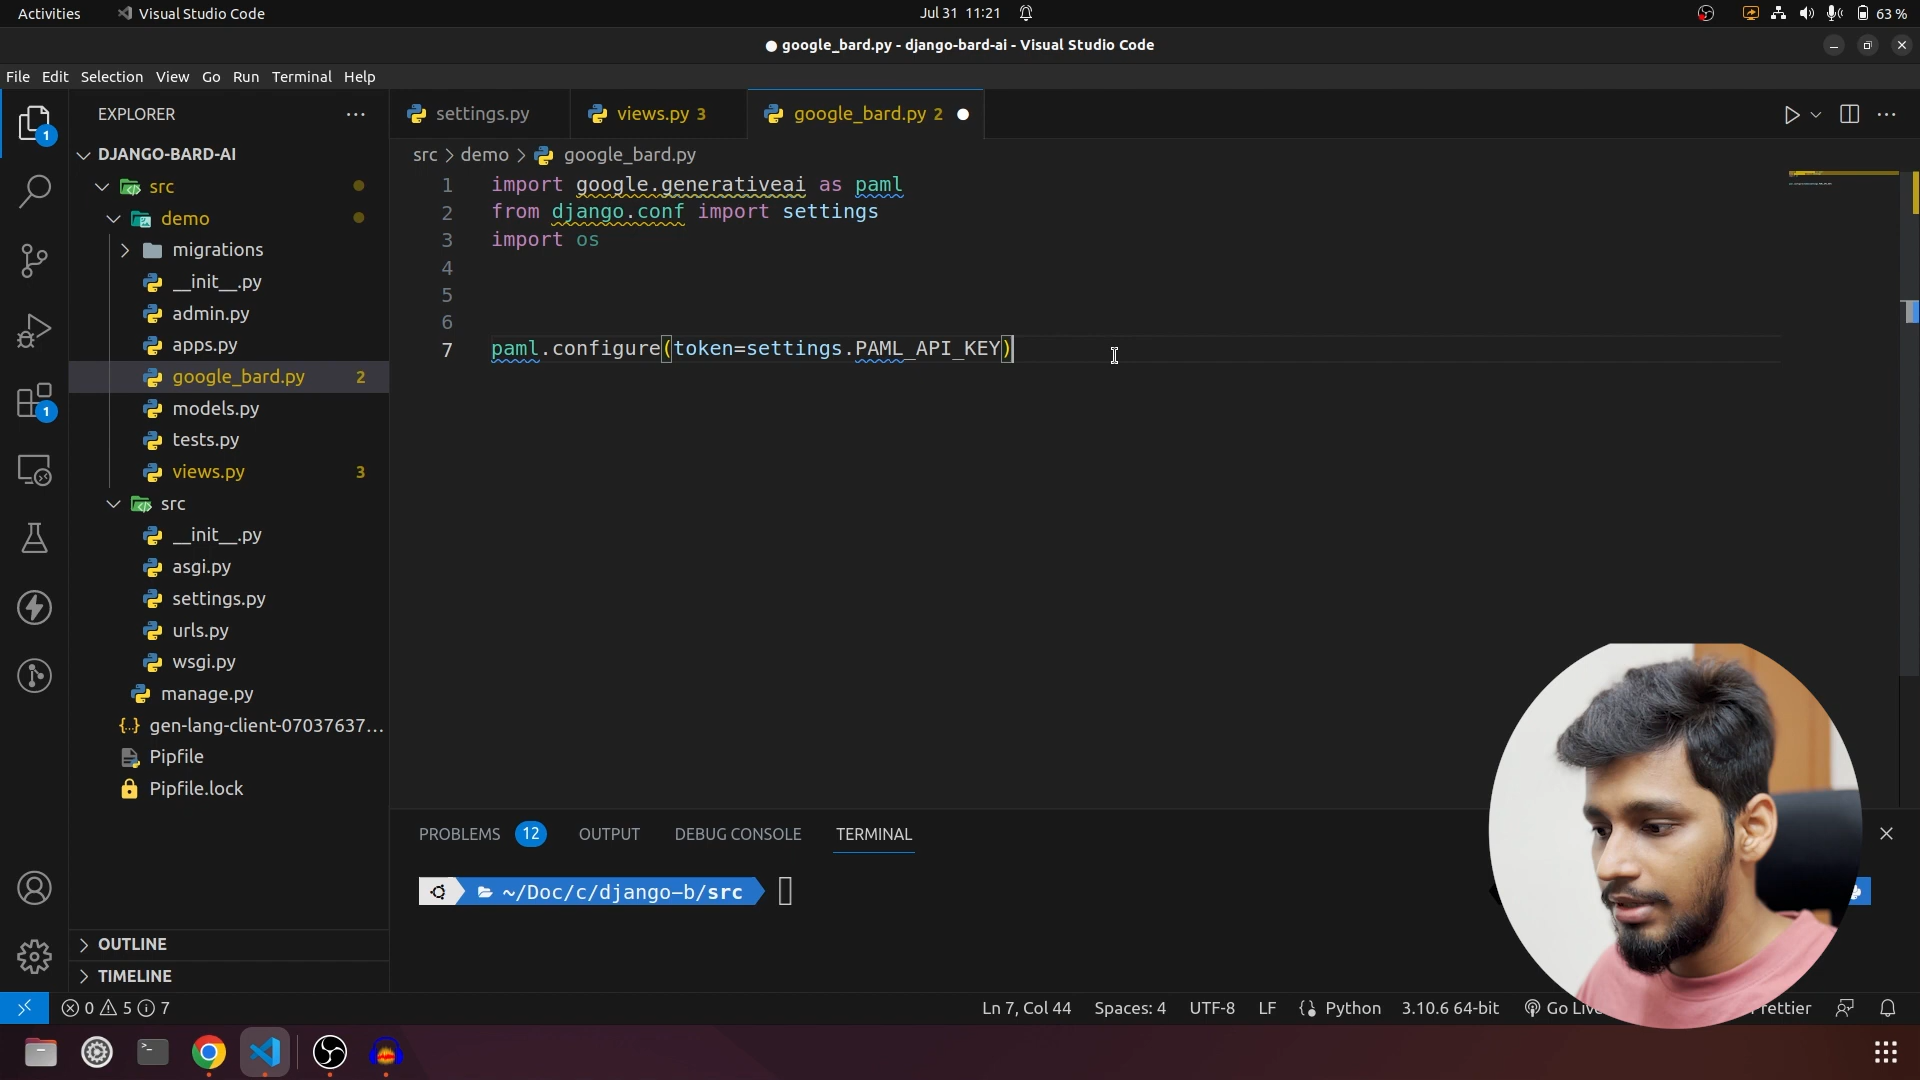 Activities
Visual Studio Code
Jul 31 11:21
63 %
● google_bard.py - django-bard-ai - Visual Studio Code
File Edit Selection View Go Run Terminal Help
EXPLORER
DJANGO-BARD-AI
src
demo
migrations
__init__.py
admin.py
apps.py
google_bard.py 2
models.py
tests.py
views.py 3
src
__init__.py
asgi.py
settings.py
urls.py
wsgi.py
manage.py
gen-lang-client-07037637...
Pipfile
Pipfile.lock
OUTLINE
TIMELINE
1
1
settings.py
views.py 3
google_bard.py 2
src > demo > google_bard.py
1 import google.generativeai as paml
2 from django.conf import settings
3 import os
4
5
6
7 paml.configure(token=settings.PAML_API_KEY)
PROBLEMS 12 OUTPUT DEBUG CONSOLE TERMINAL
~/Doc/c/django-b/src
0 5 7
Ln 7, Col 44 Spaces: 4 UTF-8 LF Python 3.10.6 64-bit Go Liv
rettier